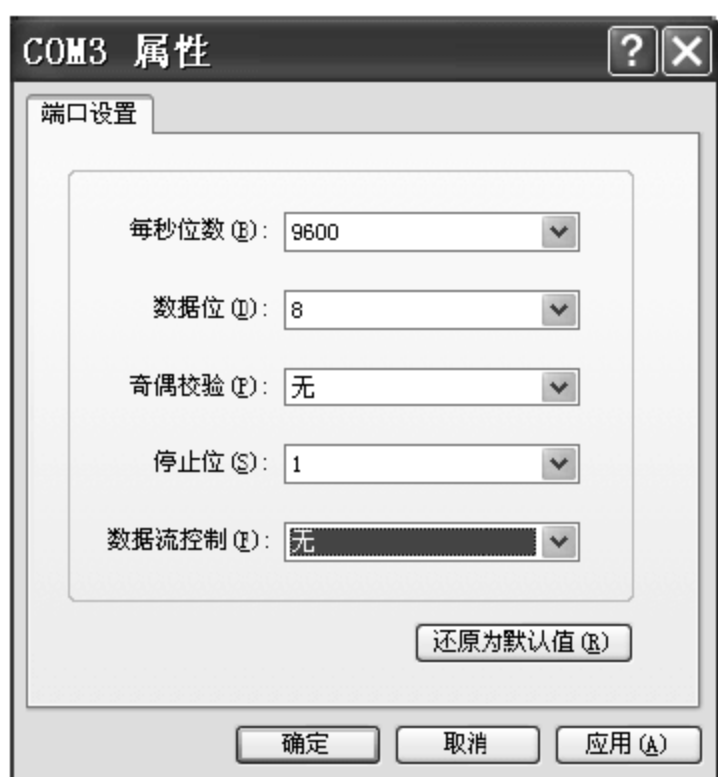 COM3 属性
端口设置
每秒位数(B): 9600
数据位(D): 8
奇偶校验(P): 无
停止位(S): 1
数据流控制(F): 无
还原为默认值(R)
确定 取消 应用(A)